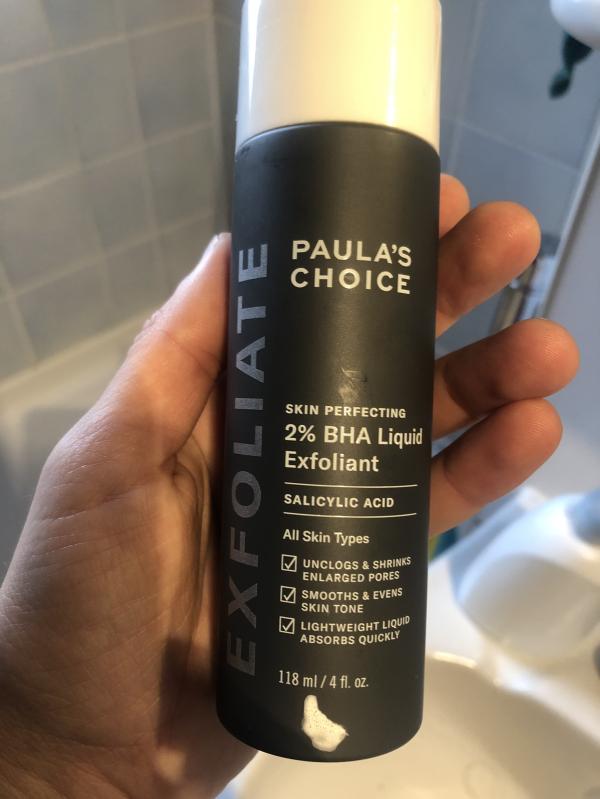 EXFOLIATE
PAULA'S
CHOICE
SKIN PERFECTING
2% BHA Liquid
Exfoliant
SALICYLIC ACID
All Skin Types
UNCLOGS & SHRINKS
ENLARGED PORES
SMOOTHS & EVENS
SKIN TONE
LIGHTWEIGHT LIQUID
ABSORBS QUICKLY
118 ml / 4 fl. oz.